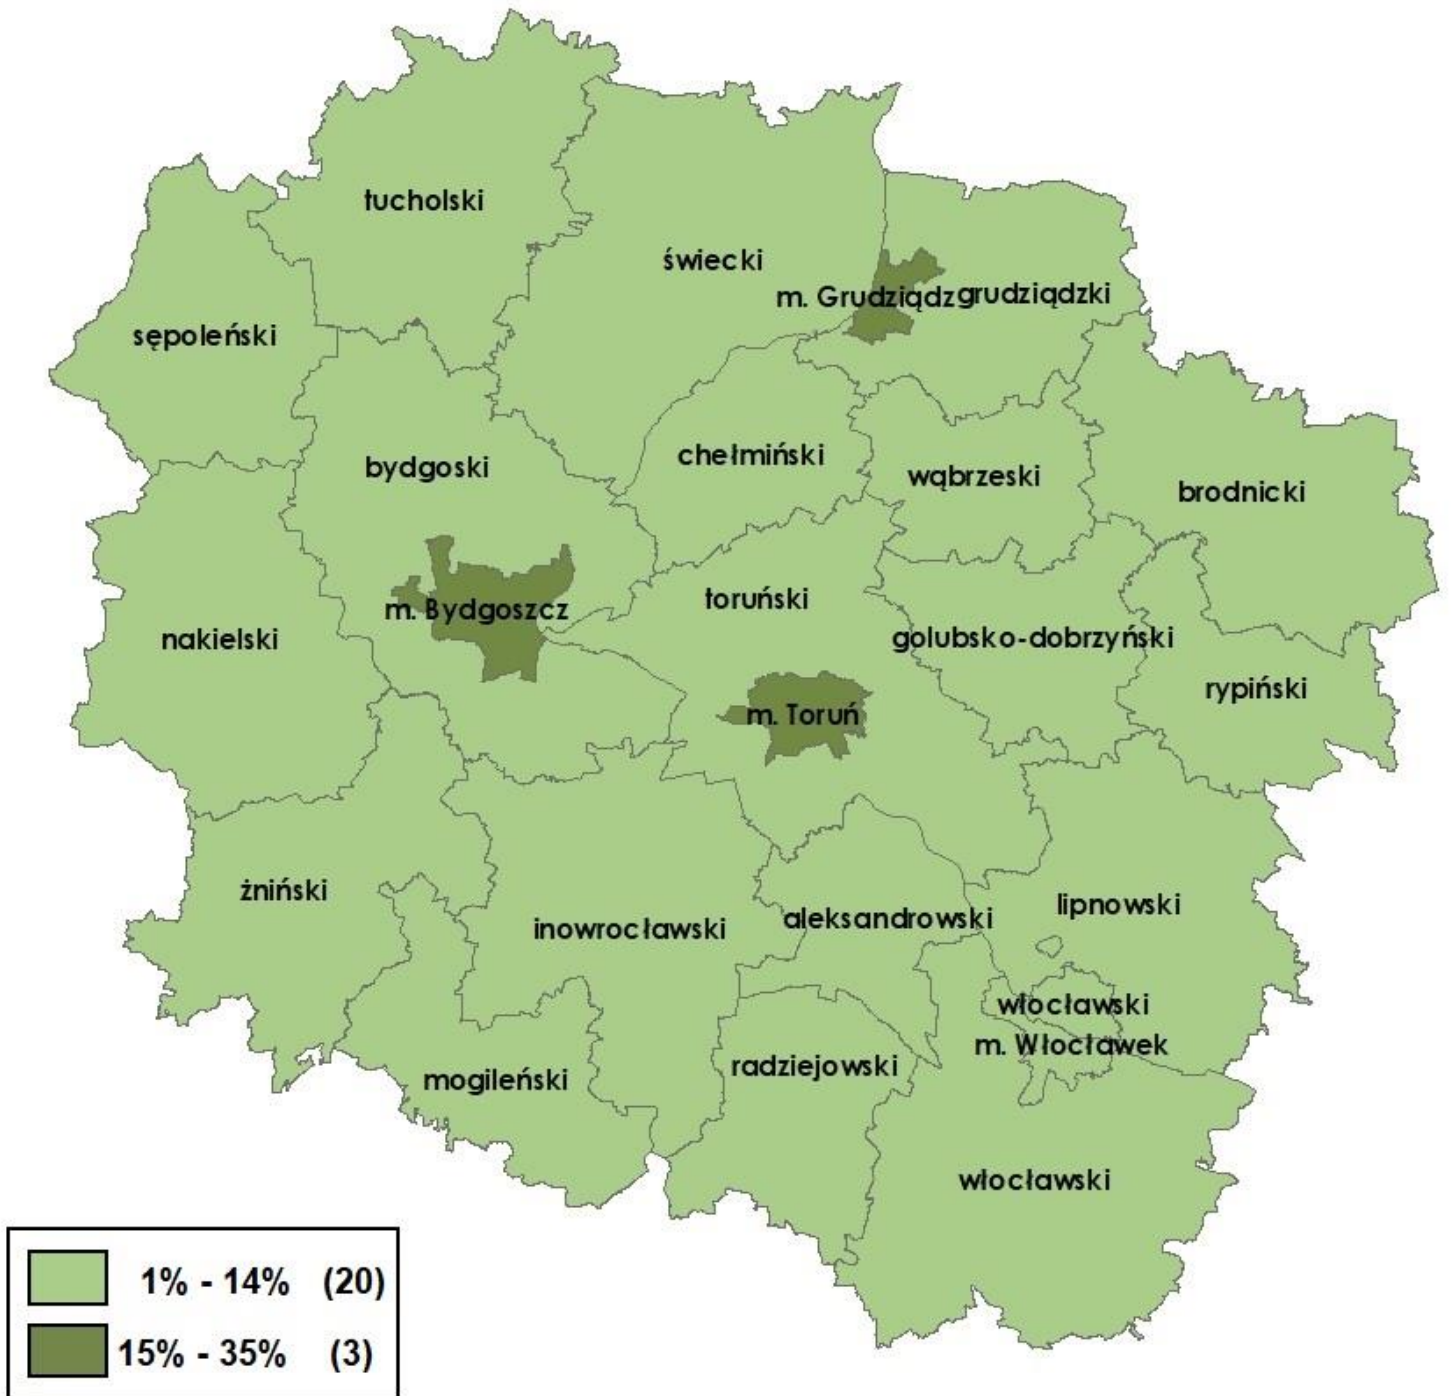 tucholski
świecki
m. Grudziądz
grudziądzki
sępoleński
chełmiński
bydgoski
wąbrzeski
brodnicki
toruński
m. Bydgoszcz
nakielski
golubsko-dobrzyński
rypiński
m. Toruń
żniński
inowrocławski
aleksandrowski
lipnowski
włocławski
m. Włocławek
radziejowski
mogileński
włocławski
1% - 14% (20)
15% - 35% (3)